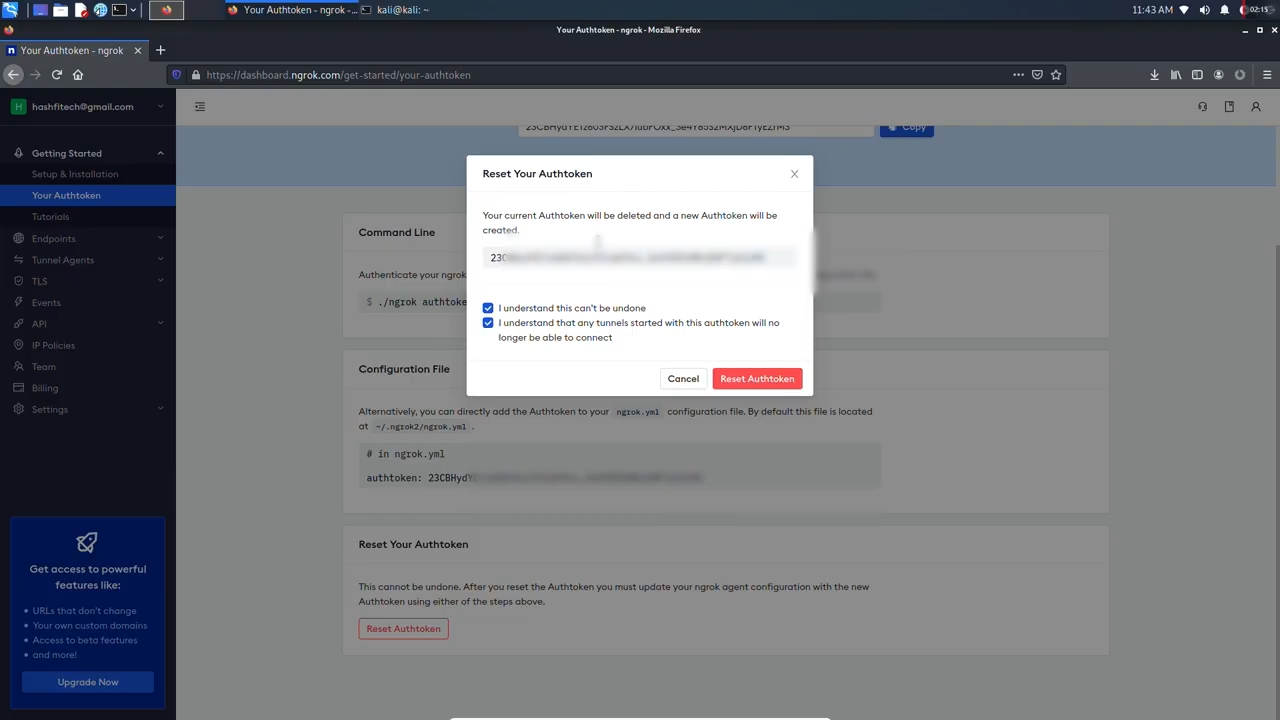 Your Authtoken - ngrok -...
kali@kali: ~
11:43 AM
02:15
Your Authtoken - ngrok - Mozilla Firefox
Your Authtoken - ngrok
https://dashboard.ngrok.com/get-started/your-authtoken
H hashfitech@gmail.com
Getting Started
Setup & Installation
Your Authtoken
Tutorials
Endpoints
Tunnel Agents
TLS
Events
API
IP Policies
Team
Billing
Settings
Get access to powerful
features like:
URLs that don't change
Your own custom domains
Access to beta features
and more!
Upgrade Now
Copy
Reset Your Authtoken
Your current Authtoken will be deleted and a new Authtoken will be
created.
I understand this can't be undone
I understand that any tunnels started with this authtoken will no
longer be able to connect
Cancel
Reset Authtoken
Command Line
Authenticate your ngrok
$ ./ngrok authtoke
Configuration File
Alternatively, you can directly add the Authtoken to your ngrok.yml configuration file. By default this file is located
at ~/.ngrok2/ngrok.yml .
# in ngrok.yml
authtoken:
Reset Your Authtoken
This cannot be undone. After you reset the Authtoken you must update your ngrok agent configuration with the new
Authtoken using either of the steps above.
Reset Authtoken